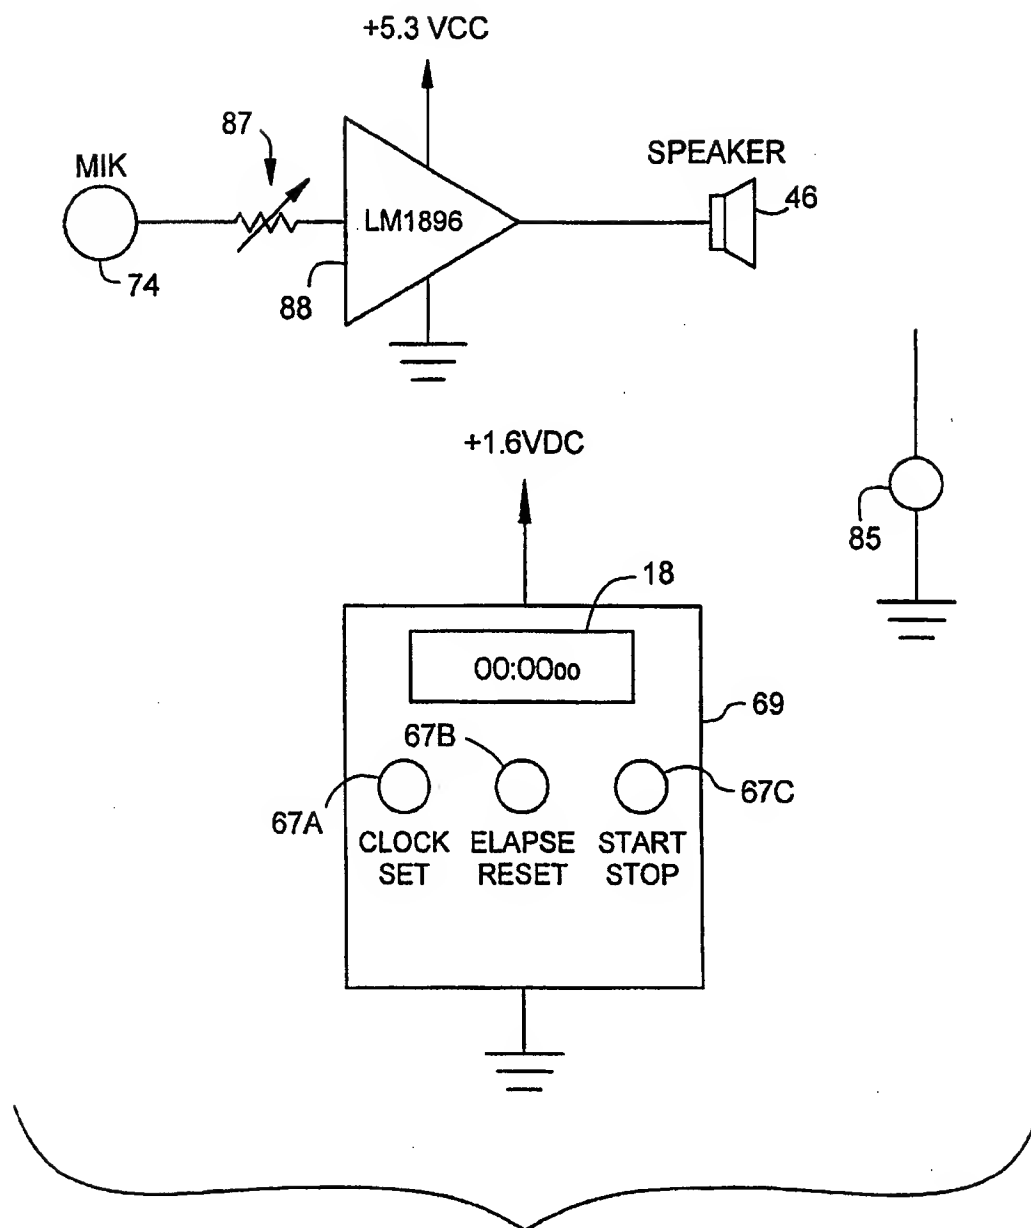 +5.3 VCC
87
MIK
SPEAKER
LM1896
46
74
88
+1.6VDC
85
18
00:0000
69
67B
67A
67C
CLOCK SET
ELAPSE RESET
START STOP